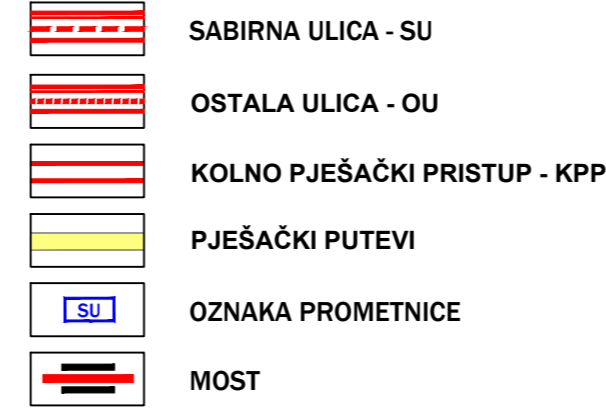 SABIRNA ULICA - SU
OSTALA ULICA - OU
KOLNO PJEŠAČKI PRISTUP - KPP
PJEŠAČKI PUTEVI
SU OZNAKA PROMETNICE
MOST